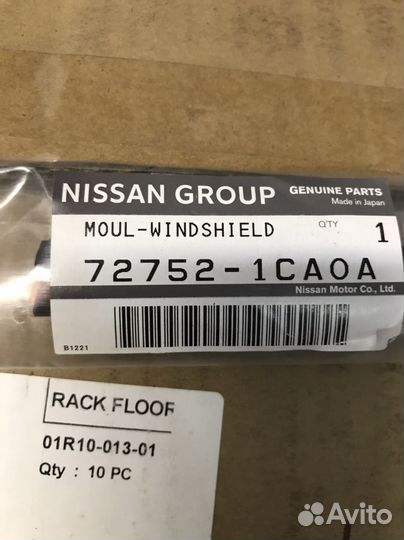 NISSAN GROUP
GENUINE PARTS
Made in Japan
MOUL-WINDSHIELD QTY 1
72752-1CA0A
Nissan Motor Co., Ltd.
B1221
RACK FLOOR
01R10-013-01
Qty : 10 PC
Avito